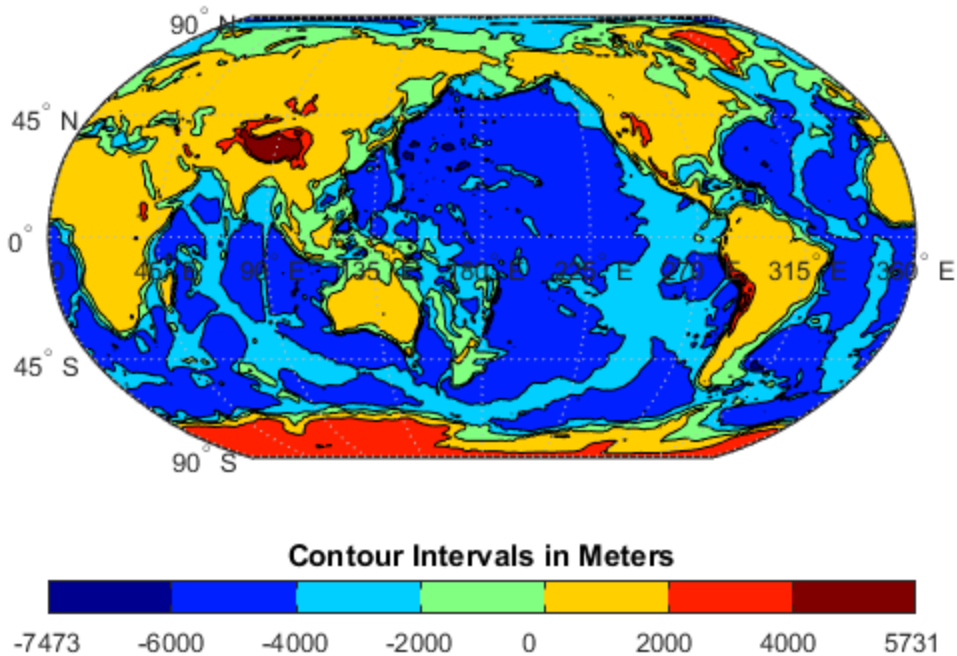 90° N
45° N
0°
0 45° E 90° E 135° E 180° E 225° E 270° E 315° E 360° E
45° S
90° S
Contour Intervals in Meters
-7473 -6000 -4000 -2000 0 2000 4000 5731